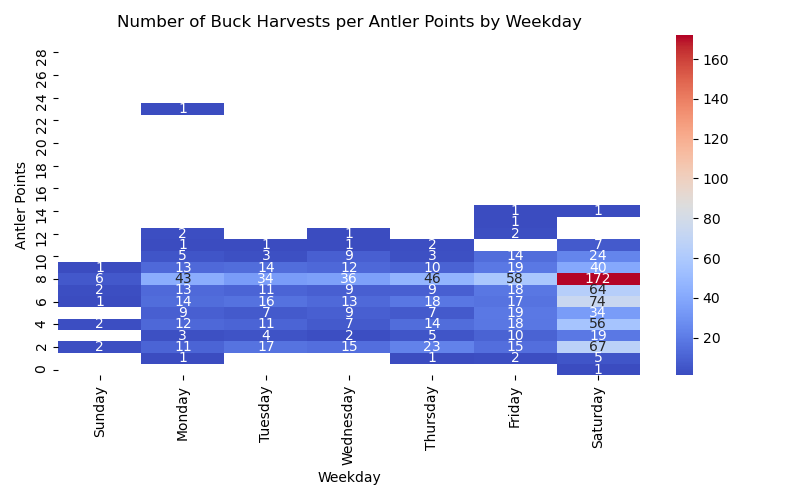 Number of Buck Harvests per Antler Points by Weekday
28
26
24
22
20
18
16
14
12
10
8
6
4
2
0
Antler Points
1
1 1
1
2 1 2
1 1 1 2 7
5 3 9 3 14 24
1 13 14 12 10 19 40
6 43 34 36 46 58 172
2 13 11 9 9 18 64
1 14 16 13 18 17 74
9 7 9 7 19 34
2 12 11 7 14 18 56
3 4 2 5 10 19
2 11 17 15 23 15 67
1 1 2 5
1
Sunday
Monday
Tuesday
Wednesday
Thursday
Friday
Saturday
Weekday
160
140
120
100
80
60
40
20